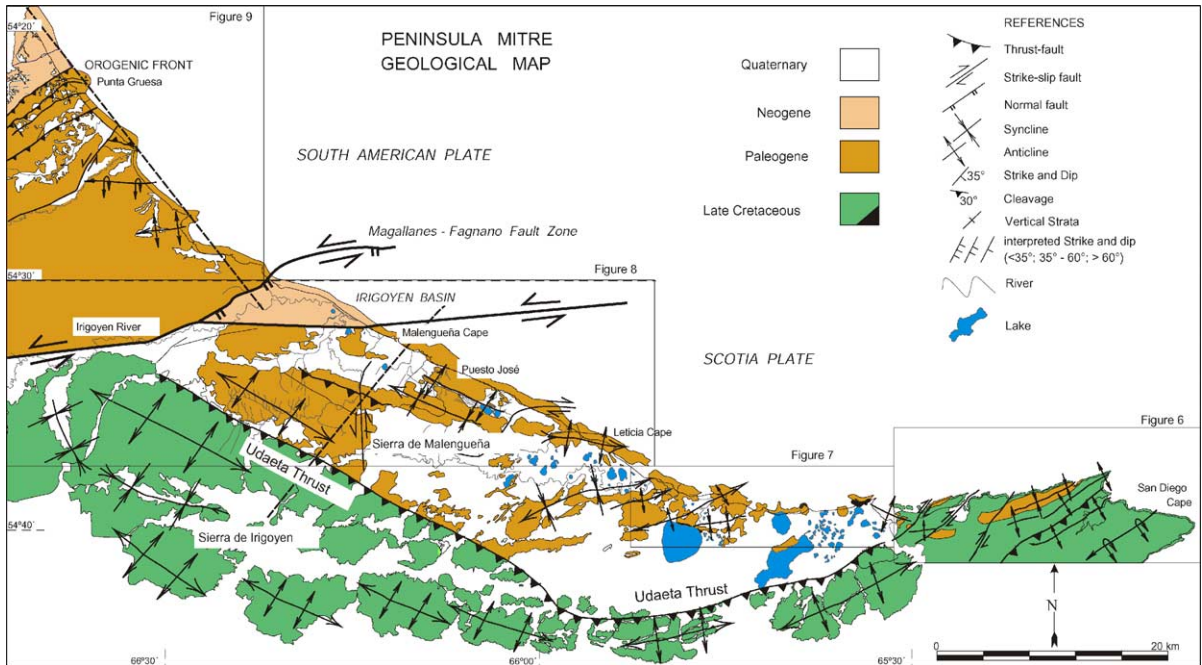 Figure 9
54°20´
OROGENIC FRONT
Punta Gruesa
PENINSULA MITRE
GEOLOGICAL MAP
SOUTH AMERICAN PLATE
Quaternary
Neogene
Paleogene
Late Cretaceous
REFERENCES
Thrust-fault
Strike-slip fault
Normal fault
Syncline
Anticline
35° Strike and Dip
30° Cleavage
Vertical Strata
interpreted Strike and dip
(<35°; 35° - 60°; > 60°)
River
Lake
Magallanes - Fagnano Fault Zone
54°30´
Figure 8
IRIGOYEN BASIN
Irigoyen River
Malengueña Cape
SCOTIA PLATE
Puesto José
Leticia Cape
Sierra de Malengueña
Udaeta Thrust
Figure 7
Figure 6
San Diego
Cape
54°40´
Sierra de Irigoyen
Udaeta Thrust
N
0 20 km
66°30´
66°00´
65°30´